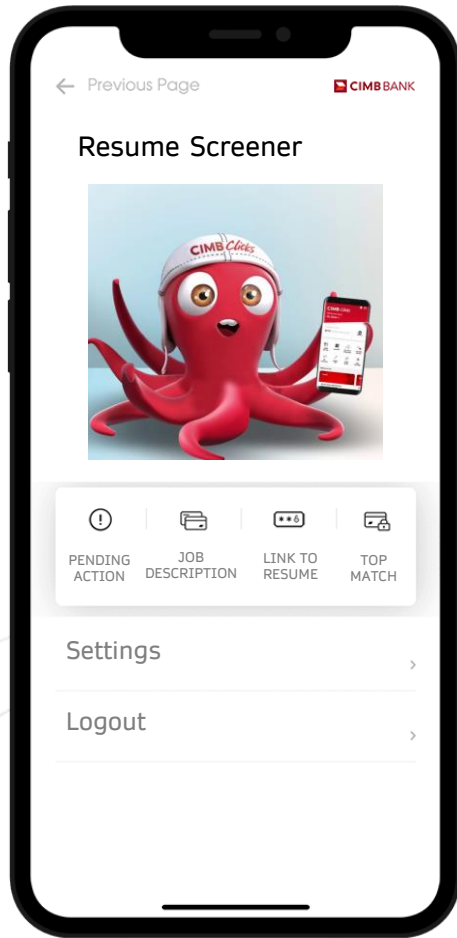 Previous Page
CIMB BANK
Resume Screener
CIMB Clicks
CIMB
PENDING
ACTION
JOB
DESCRIPTION
LINK TO
RESUME
TOP
MATCH
Settings
Logout